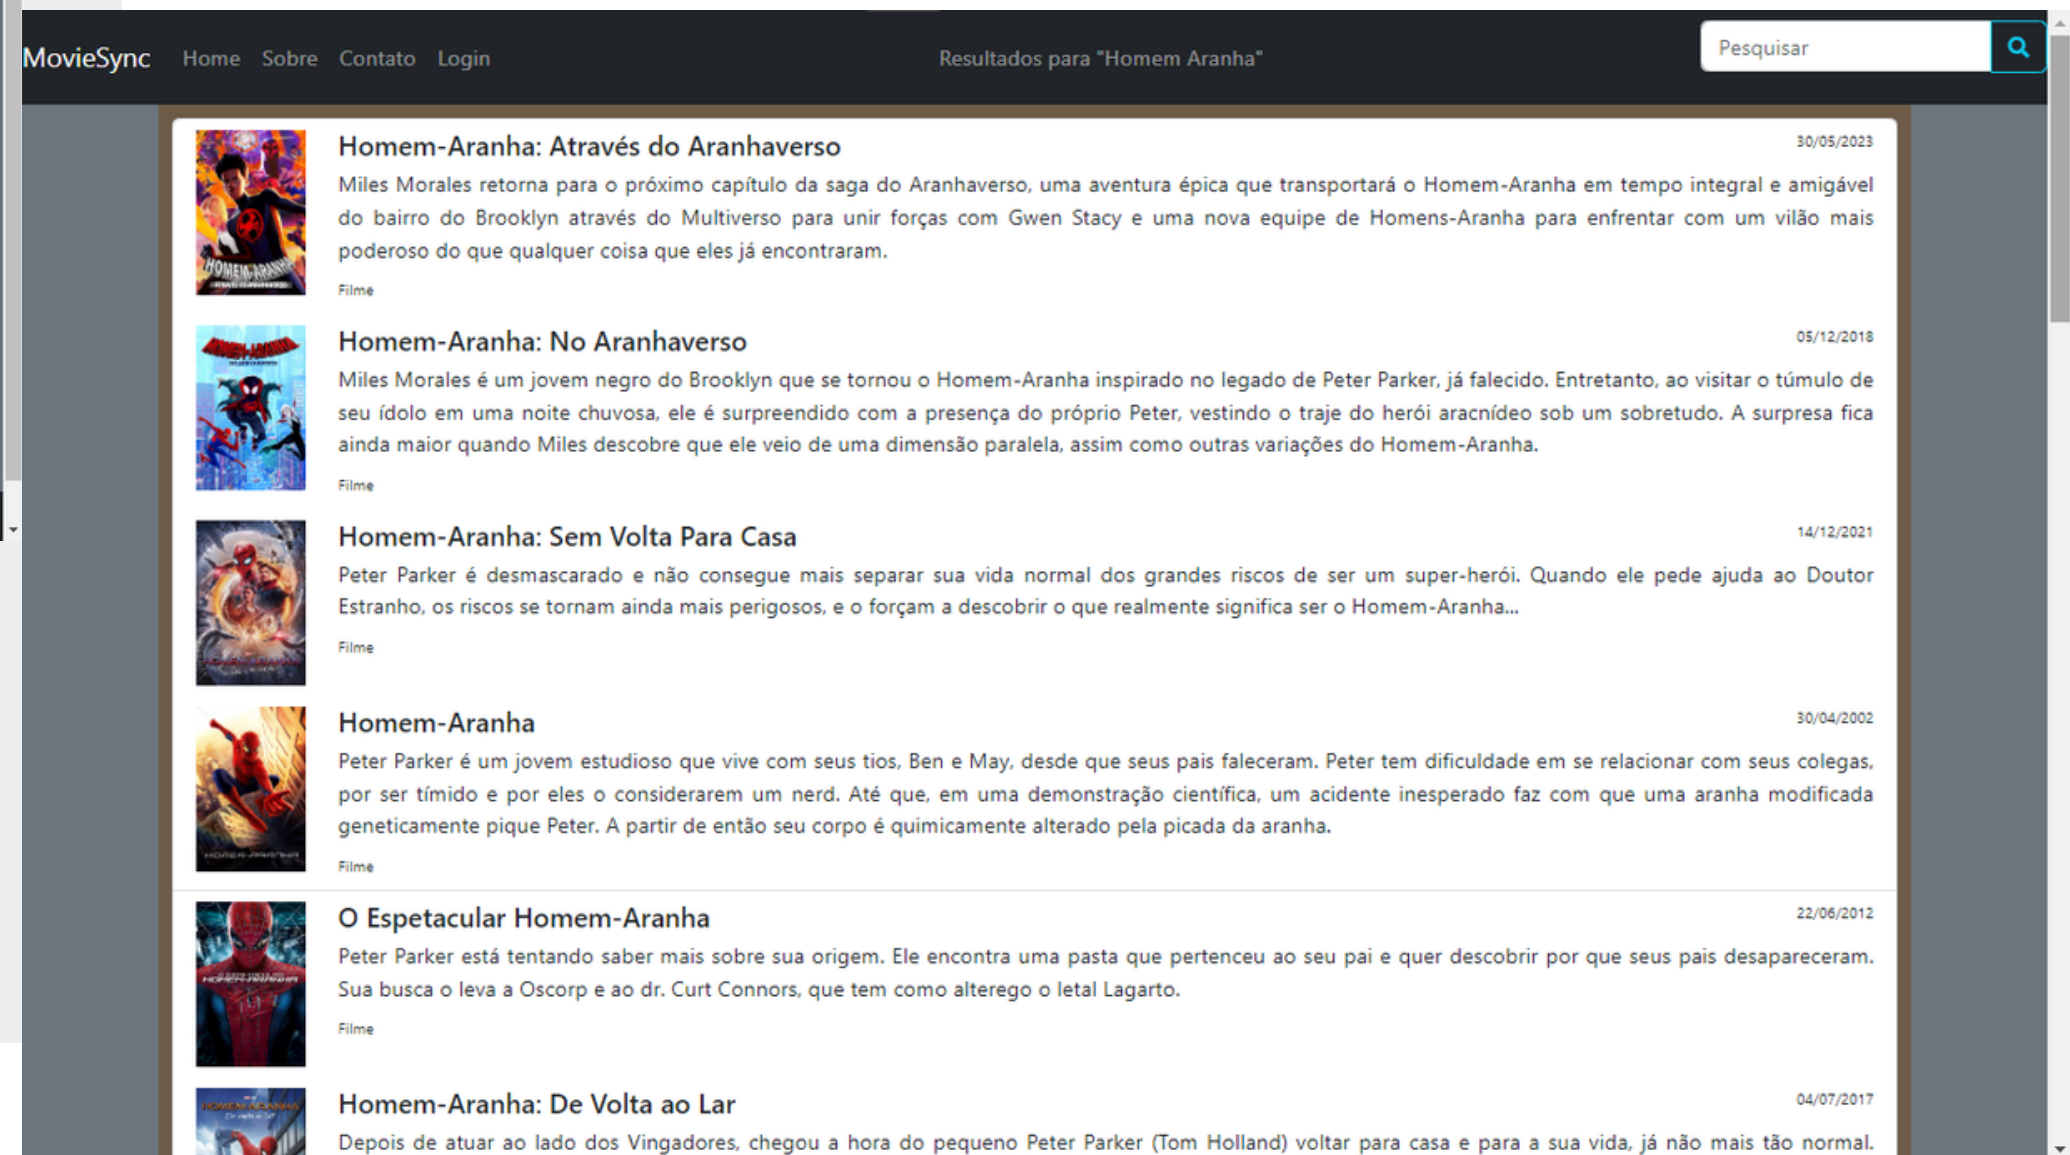 MovieSync Home Sobre Contato Login Resultados para "Homem Aranha" Pesquisar
Homem-Aranha: Através do Aranhaverso 30/05/2023
Miles Morales retorna para o próximo capítulo da saga do Aranhaverso, uma aventura épica que transportará o Homem-Aranha em tempo integral e amigável
do bairro do Brooklyn através do Multiverso para unir forças com Gwen Stacy e uma nova equipe de Homens-Aranha para enfrentar com um vilão mais
poderoso do que qualquer coisa que eles já encontraram.
HOMEM-ARANHA
Filme
Homem-Aranha: No Aranhaverso 05/12/2018
HOMEM-ARANHA
Miles Morales é um jovem negro do Brooklyn que se tornou o Homem-Aranha inspirado no legado de Peter Parker, já falecido. Entretanto, ao visitar o túmulo de
seu ídolo em uma noite chuvosa, ele é surpreendido com a presença do próprio Peter, vestindo o traje do herói aracnídeo sob um sobretudo. A surpresa fica
ainda maior quando Miles descobre que ele veio de uma dimensão paralela, assim como outras variações do Homem-Aranha.
Filme
Homem-Aranha: Sem Volta Para Casa 14/12/2021
Peter Parker é desmascarado e não consegue mais separar sua vida normal dos grandes riscos de ser um super-herói. Quando ele pede ajuda ao Doutor
Estranho, os riscos se tornam ainda mais perigosos, e o forçam a descobrir o que realmente significa ser o Homem-Aranha...
Filme
HOMEM-ARANHA
Homem-Aranha 30/04/2002
Peter Parker é um jovem estudioso que vive com seus tios, Ben e May, desde que seus pais faleceram. Peter tem dificuldade em se relacionar com seus colegas,
por ser tímido e por eles o considerarem um nerd. Até que, em uma demonstração científica, um acidente inesperado faz com que uma aranha modificada
geneticamente pique Peter. A partir de então seu corpo é quimicamente alterado pela picada da aranha.
HOMEM-ARANHA
Filme
O Espetacular Homem-Aranha 22/06/2012
Peter Parker está tentando saber mais sobre sua origem. Ele encontra uma pasta que pertenceu ao seu pai e quer descobrir por que seus pais desapareceram.
HOMEM-ARANHA
Sua busca o leva a Oscorp e ao dr. Curt Connors, que tem como alterego o letal Lagarto.
Filme
Homem-Aranha: De Volta ao Lar 04/07/2017
HOMEM-ARANHA
De volta ao lar
Depois de atuar ao lado dos Vingadores, chegou a hora do pequeno Peter Parker (Tom Holland) voltar para casa e para a sua vida, já não mais tão normal.